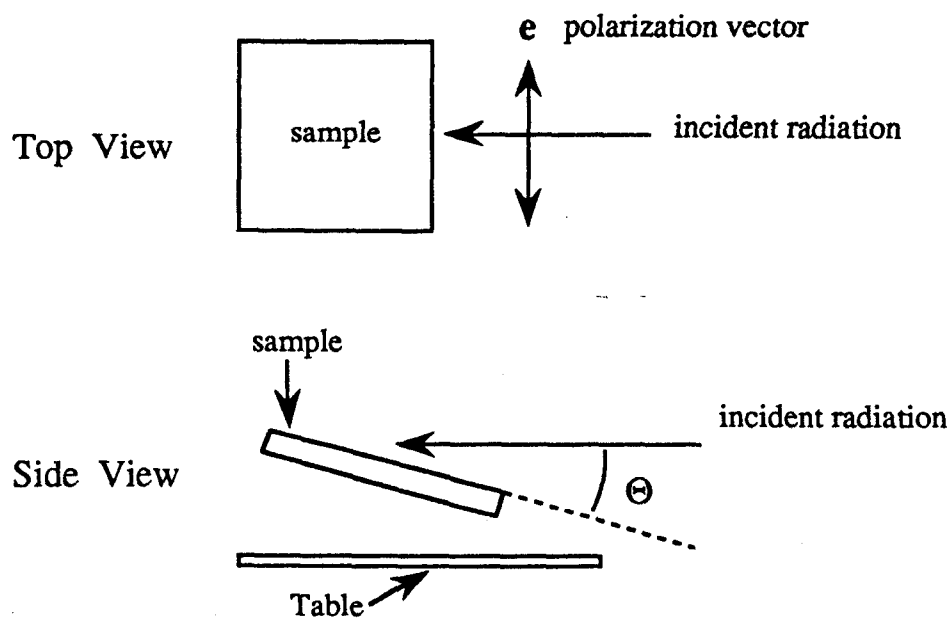 e polarization vector
Top View
sample
incident radiation
sample
incident radiation
Side View
Θ
Table